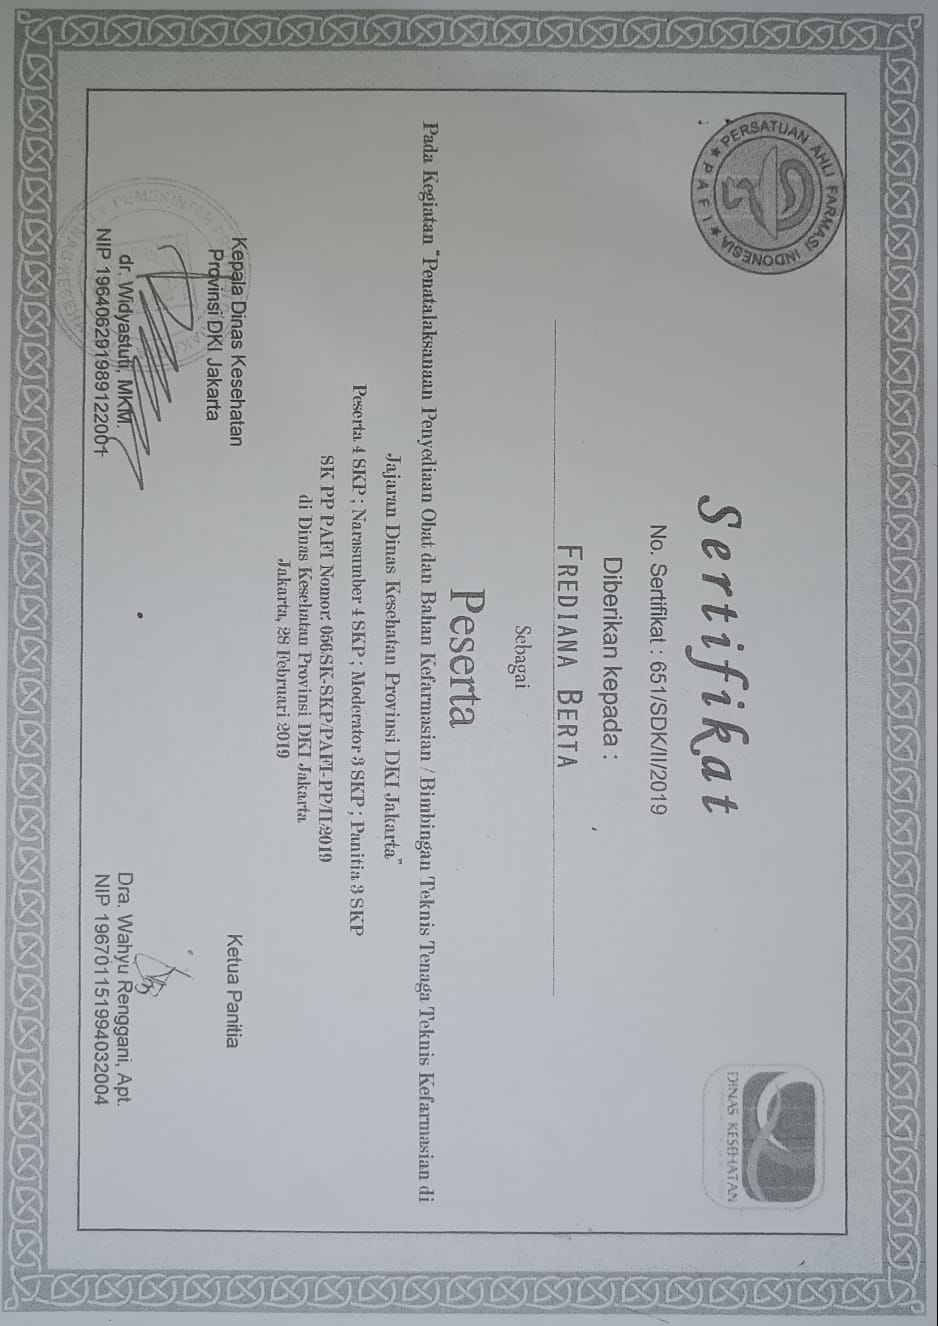 PERSATUAN AHLI FARMASI INDONESIA
★ PAFI ★
DINAS KESEHATAN
Sertifikat
No. Sertifikat : 651/SDK/II/2019
Diberikan kepada :
FREDIANA BERTA
Sebagai
Peserta
Pada Kegiatan "Penatalaksanaan Penyediaan Obat dan Bahan Kefarmasian / Bimbingan Teknis Tenaga Teknis Kefarmasian di
Jajaran Dinas Kesehatan Provinsi DKI Jakarta"
Peserta 4 SKP ; Narasumber 4 SKP ; Moderator 3 SKP ; Panitia 3 SKP
SK PP PAFI Nomor: 056/SK-SKP/PAFI-PP/II/2019
di Dinas Kesehatan Provinsi DKI Jakarta
Jakarta, 28 Februari 2019
Kepala Dinas Kesehatan
Provinsi DKI Jakarta
dr. Widyastuti, MKM.
NIP 196406291989122001
Ketua Panitia
Dra. Wahyu Renggani, Apt.
NIP 196701151994032004
DINAS KESEHATAN